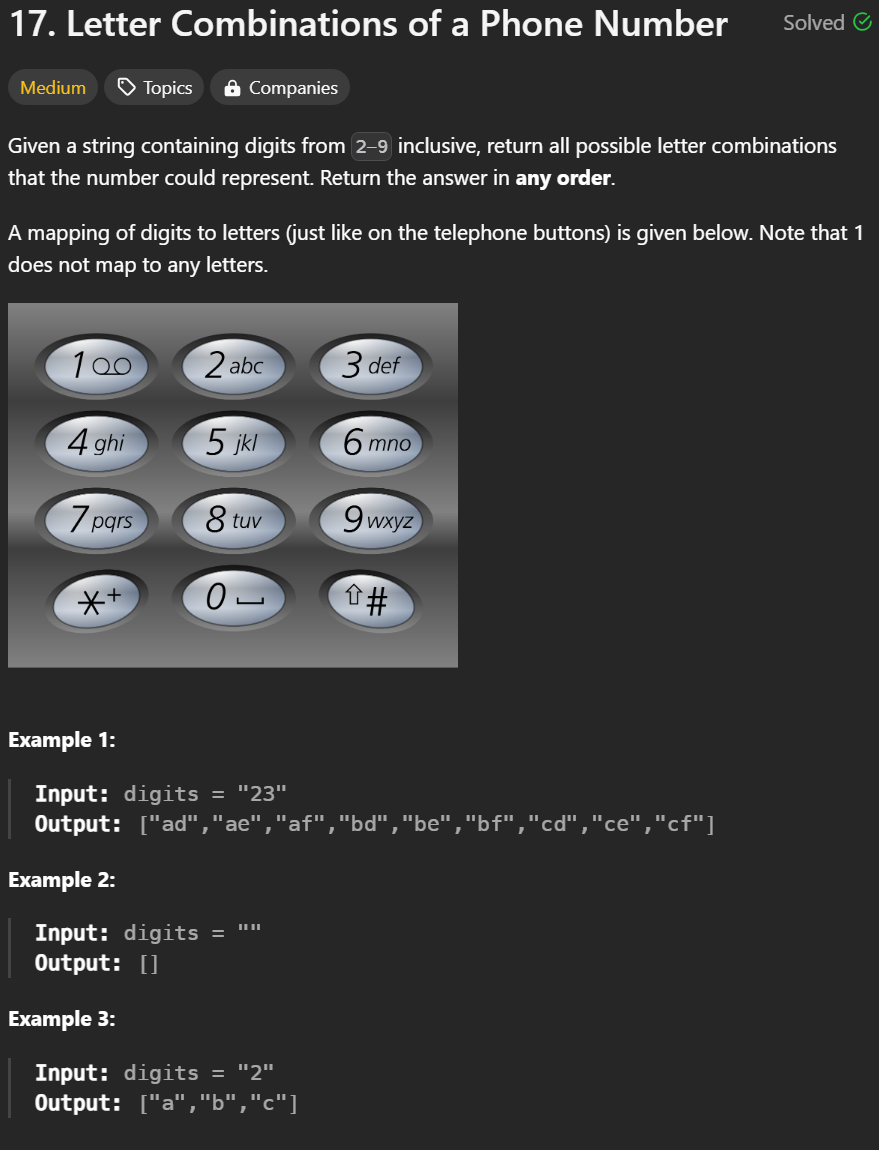 17. Letter Combinations of a Phone Number
Solved
Medium
Topics
Companies
Given a string containing digits from 2-9 inclusive, return all possible letter combinations
that the number could represent. Return the answer in any order.
A mapping of digits to letters (just like on the telephone buttons) is given below. Note that 1
does not map to any letters.
1 2 abc 3 def
4 ghi 5 jkl 6 mno
7 pqrs 8 tuv 9 wxyz
* + 0 ⇧ #
Example 1:
Input: digits = "23"
Output: ["ad","ae","af","bd","be","bf","cd","ce","cf"]
Example 2:
Input: digits = ""
Output: []
Example 3:
Input: digits = "2"
Output: ["a","b","c"]